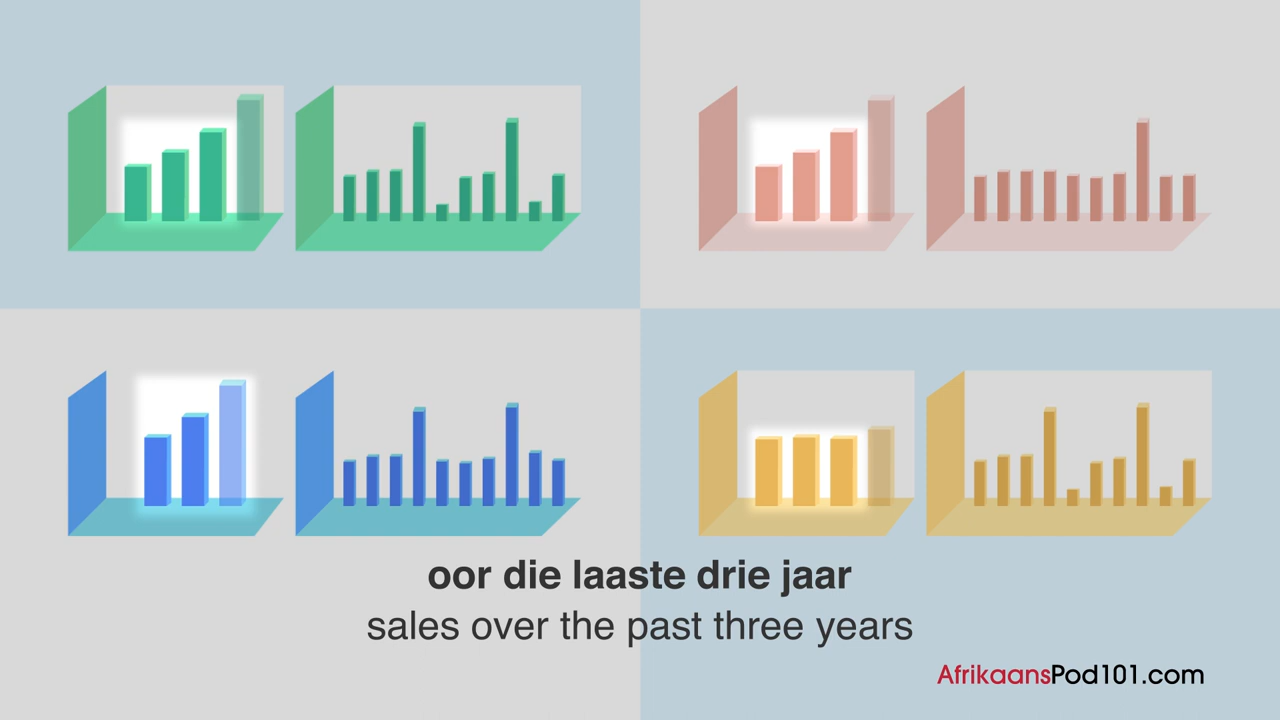 oor die laaste drie jaar
sales over the past three years
AfrikaansPod101.com